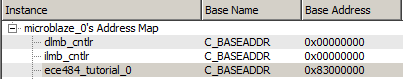 Instance Base Name Base Address
microblaze_0's Address Map
dlmb_cntlr C_BASEADDR 0x00000000
ilmb_cntlr C_BASEADDR 0x00000000
ece484_tutorial_0 C_BASEADDR 0x83000000